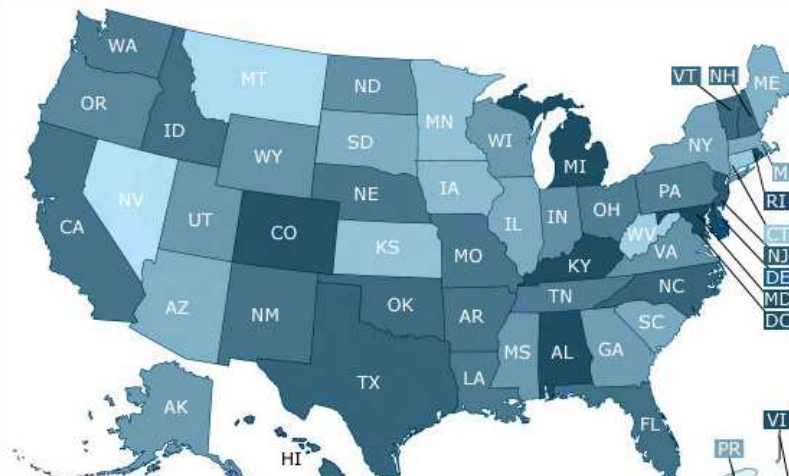 WA
MT
ND
MN
VT
NH
ME
OR
ID
SD
WI
NY
WY
MI
M
RI
IA
NE
PA
NV
UT
CO
IL
IN
OH
CT
CA
KS
MO
WV
VA
NJ
KY
DE
MD
AZ
NM
OK
AR
TN
NC
DC
SC
MS
AL
GA
TX
LA
AK
FL
VI
HI
PR